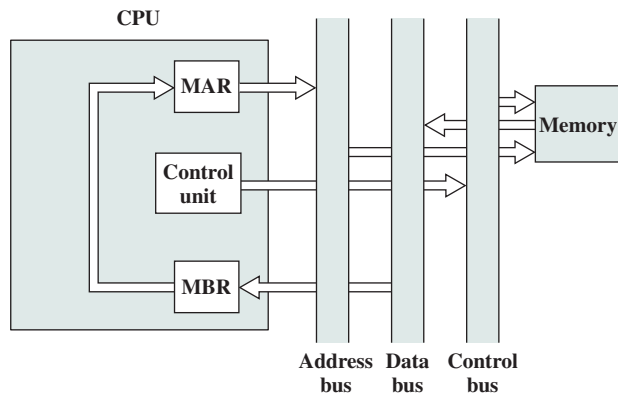 CPU
MAR
Memory
Control
unit
MBR
Address
bus
Data
bus
Control
bus